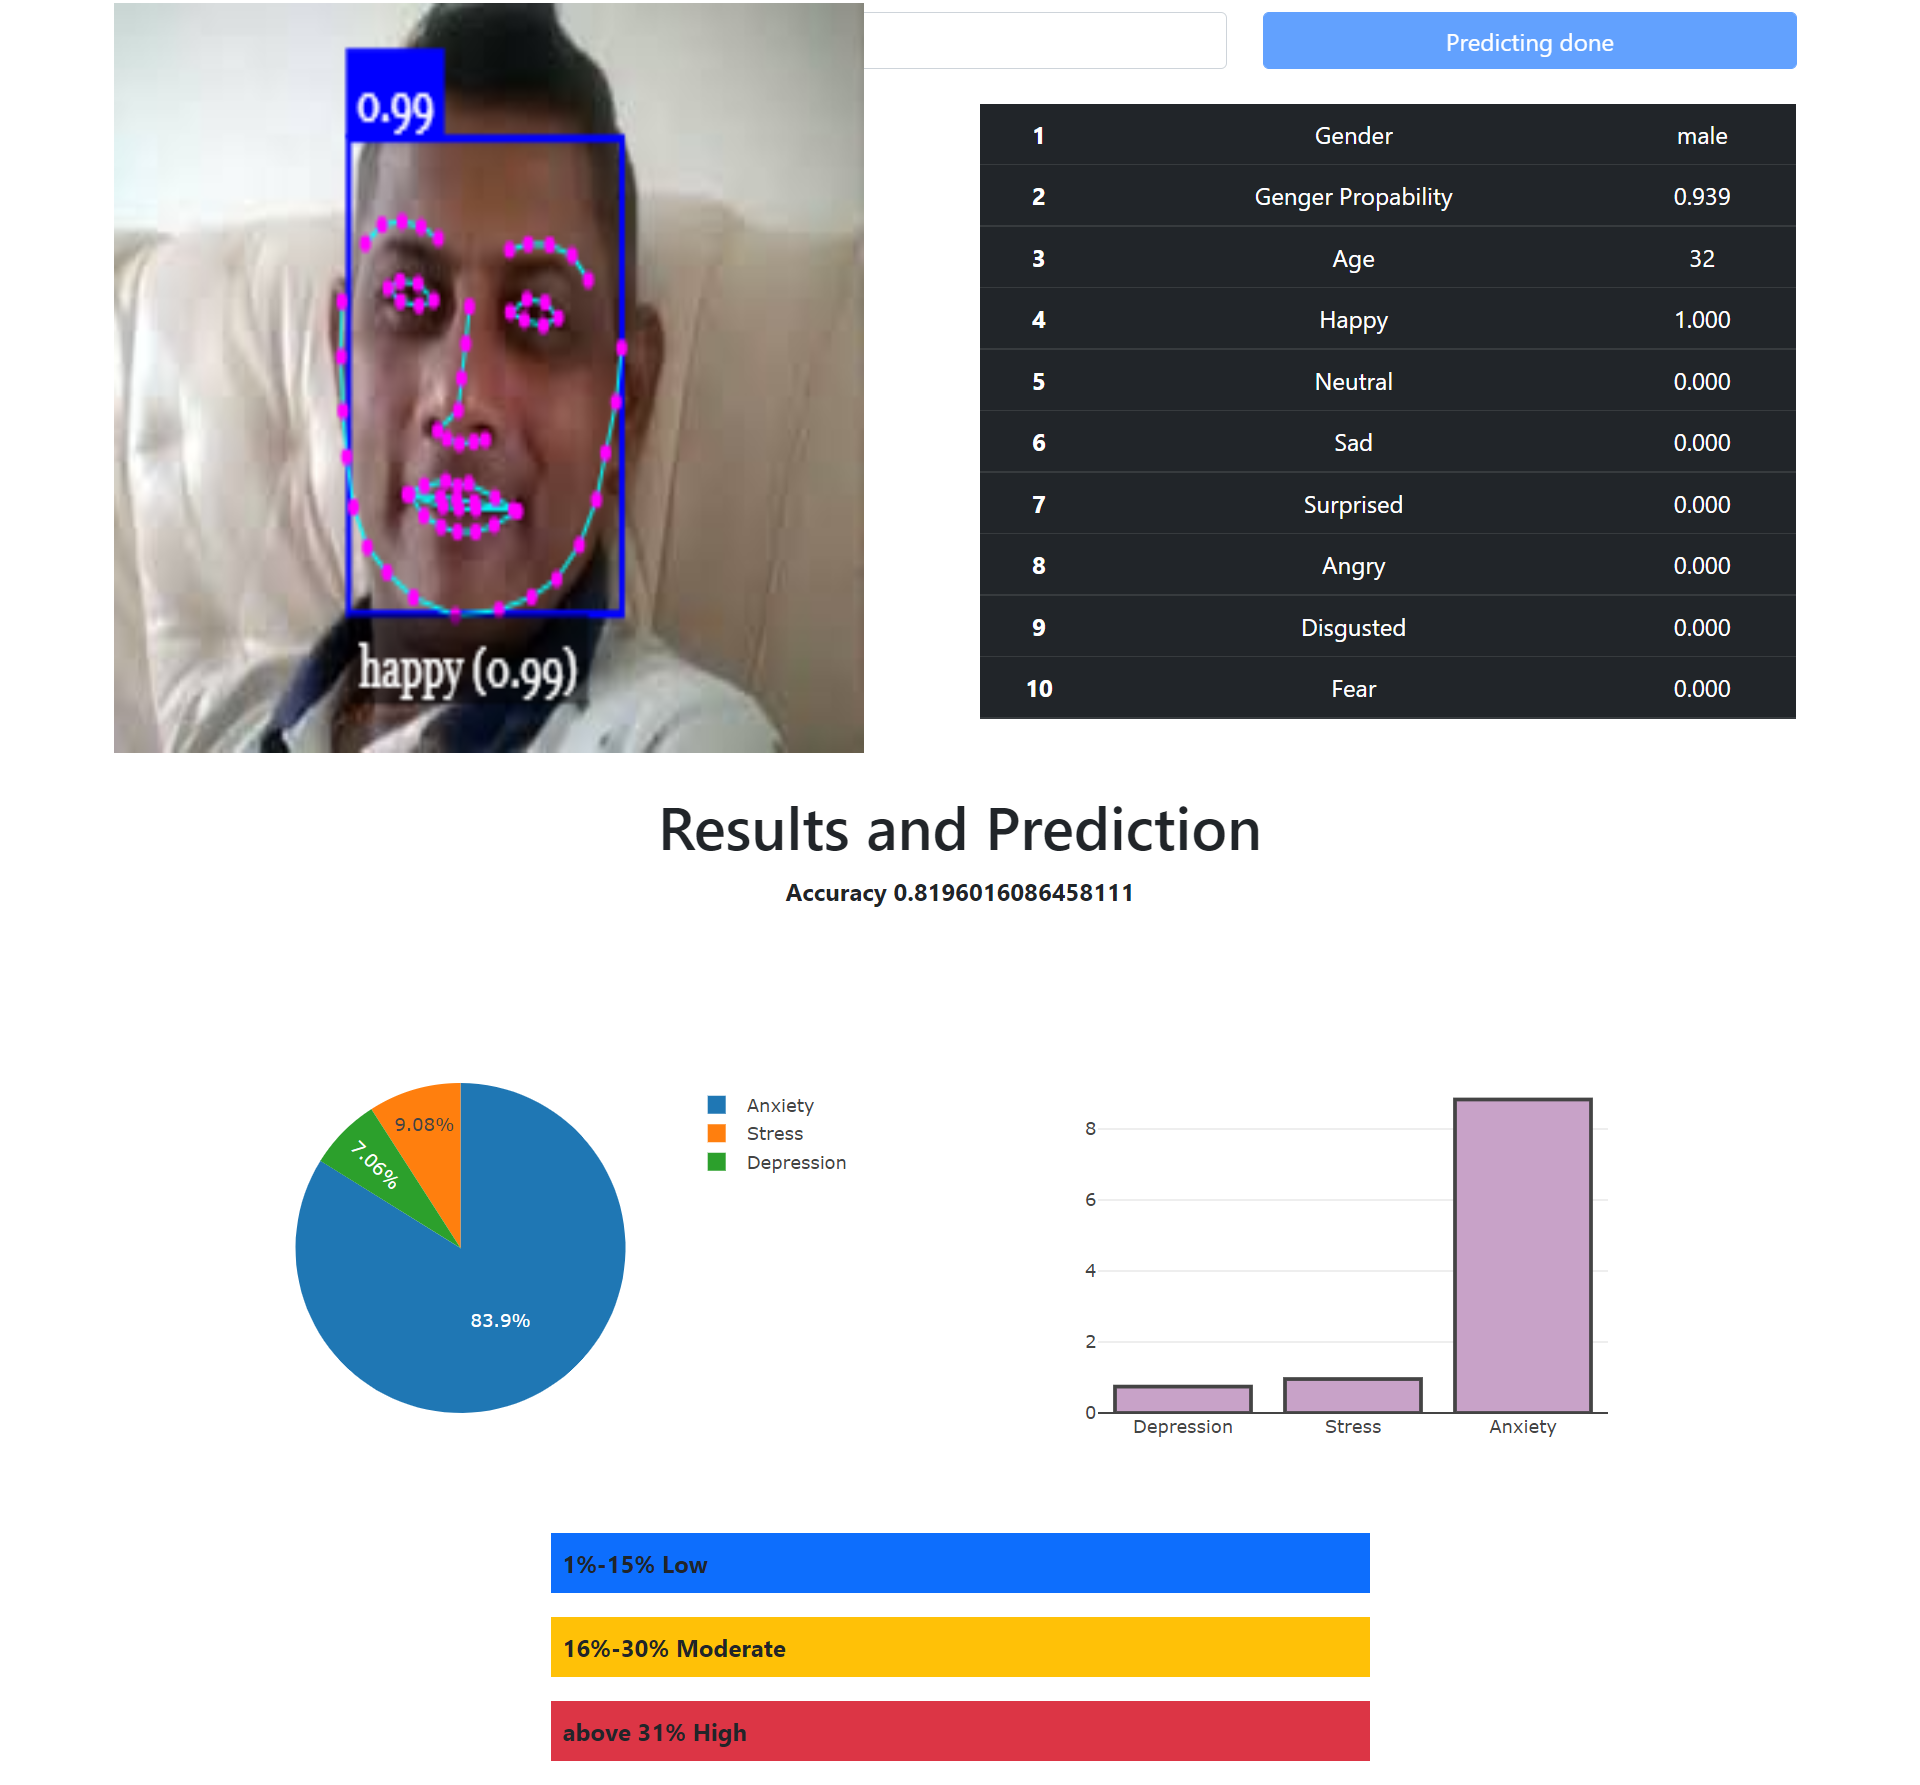 0.99
happy (0.99)
Predicting done
1 Gender male
2 Genger Propability 0.939
3 Age 32
4 Happy 1.000
5 Neutral 0.000
6 Sad 0.000
7 Surprised 0.000
8 Angry 0.000
9 Disgusted 0.000
10 Fear 0.000
Results and Prediction
Accuracy 0.8196016086458111
9.08%
7.06%
83.9%
Anxiety
Stress
Depression
8
6
4
2
0
Depression Stress Anxiety
1%-15% Low
16%-30% Moderate
above 31% High